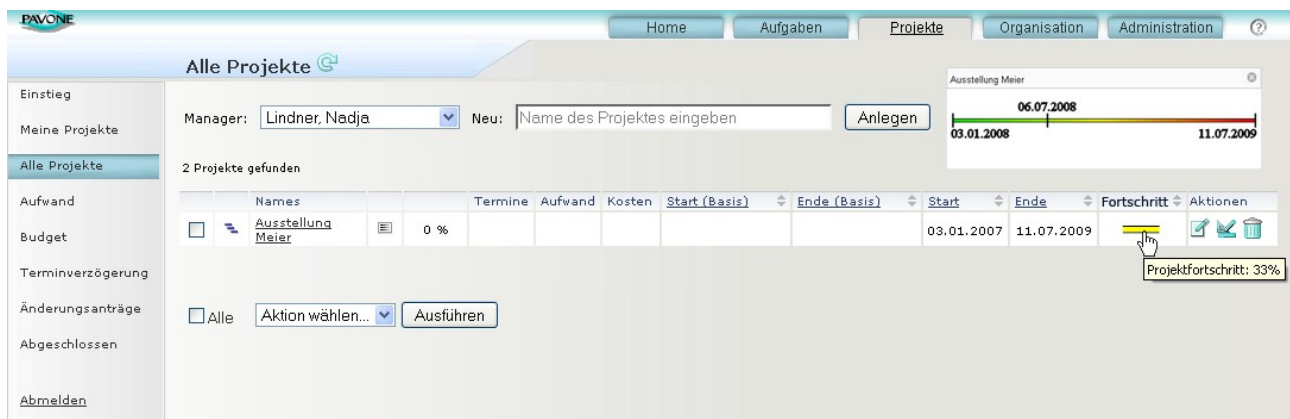 PAVONE
Home Aufgaben Projekte Organisation Administration ?
Alle Projekte
Ausstellung Meier
06.07.2008
03.01.2008 11.07.2009
Einstieg
Meine Projekte
Alle Projekte
Aufwand
Budget
Terminverzögerung
Änderungsanträge
Abgeschlossen
Abmelden
Manager: Lindner, Nadja Neu: Name des Projektes eingeben Anlegen
2 Projekte gefunden
Names Termine Aufwand Kosten Start (Basis) Ende (Basis) Start Ende Fortschritt Aktionen
Ausstellung
Meier
0 % 03.01.2007 11.07.2009
Projektfortschritt: 33%
Alle Aktion wählen... Ausführen